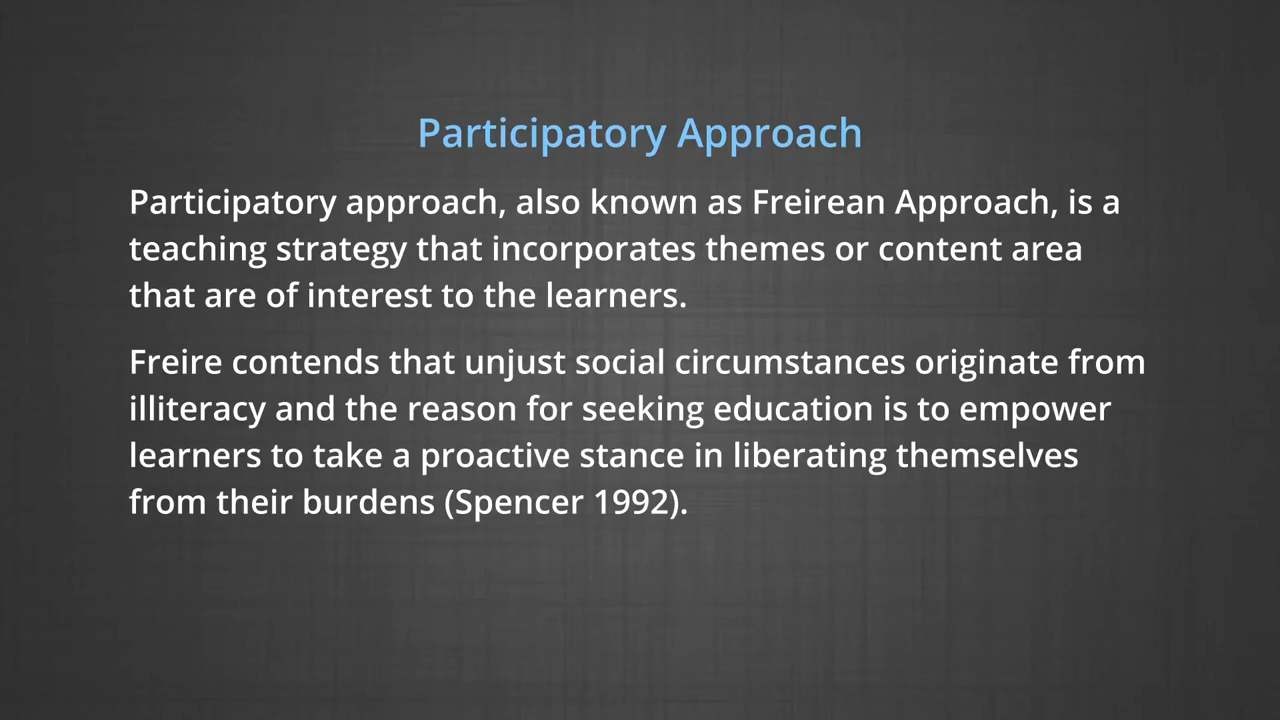 Participatory Approach
Participatory approach, also known as Freirean Approach, is a
teaching strategy that incorporates themes or content area
that are of interest to the learners.
Freire contends that unjust social circumstances originate from
illiteracy and the reason for seeking education is to empower
learners to take a proactive stance in liberating themselves
from their burdens (Spencer 1992).